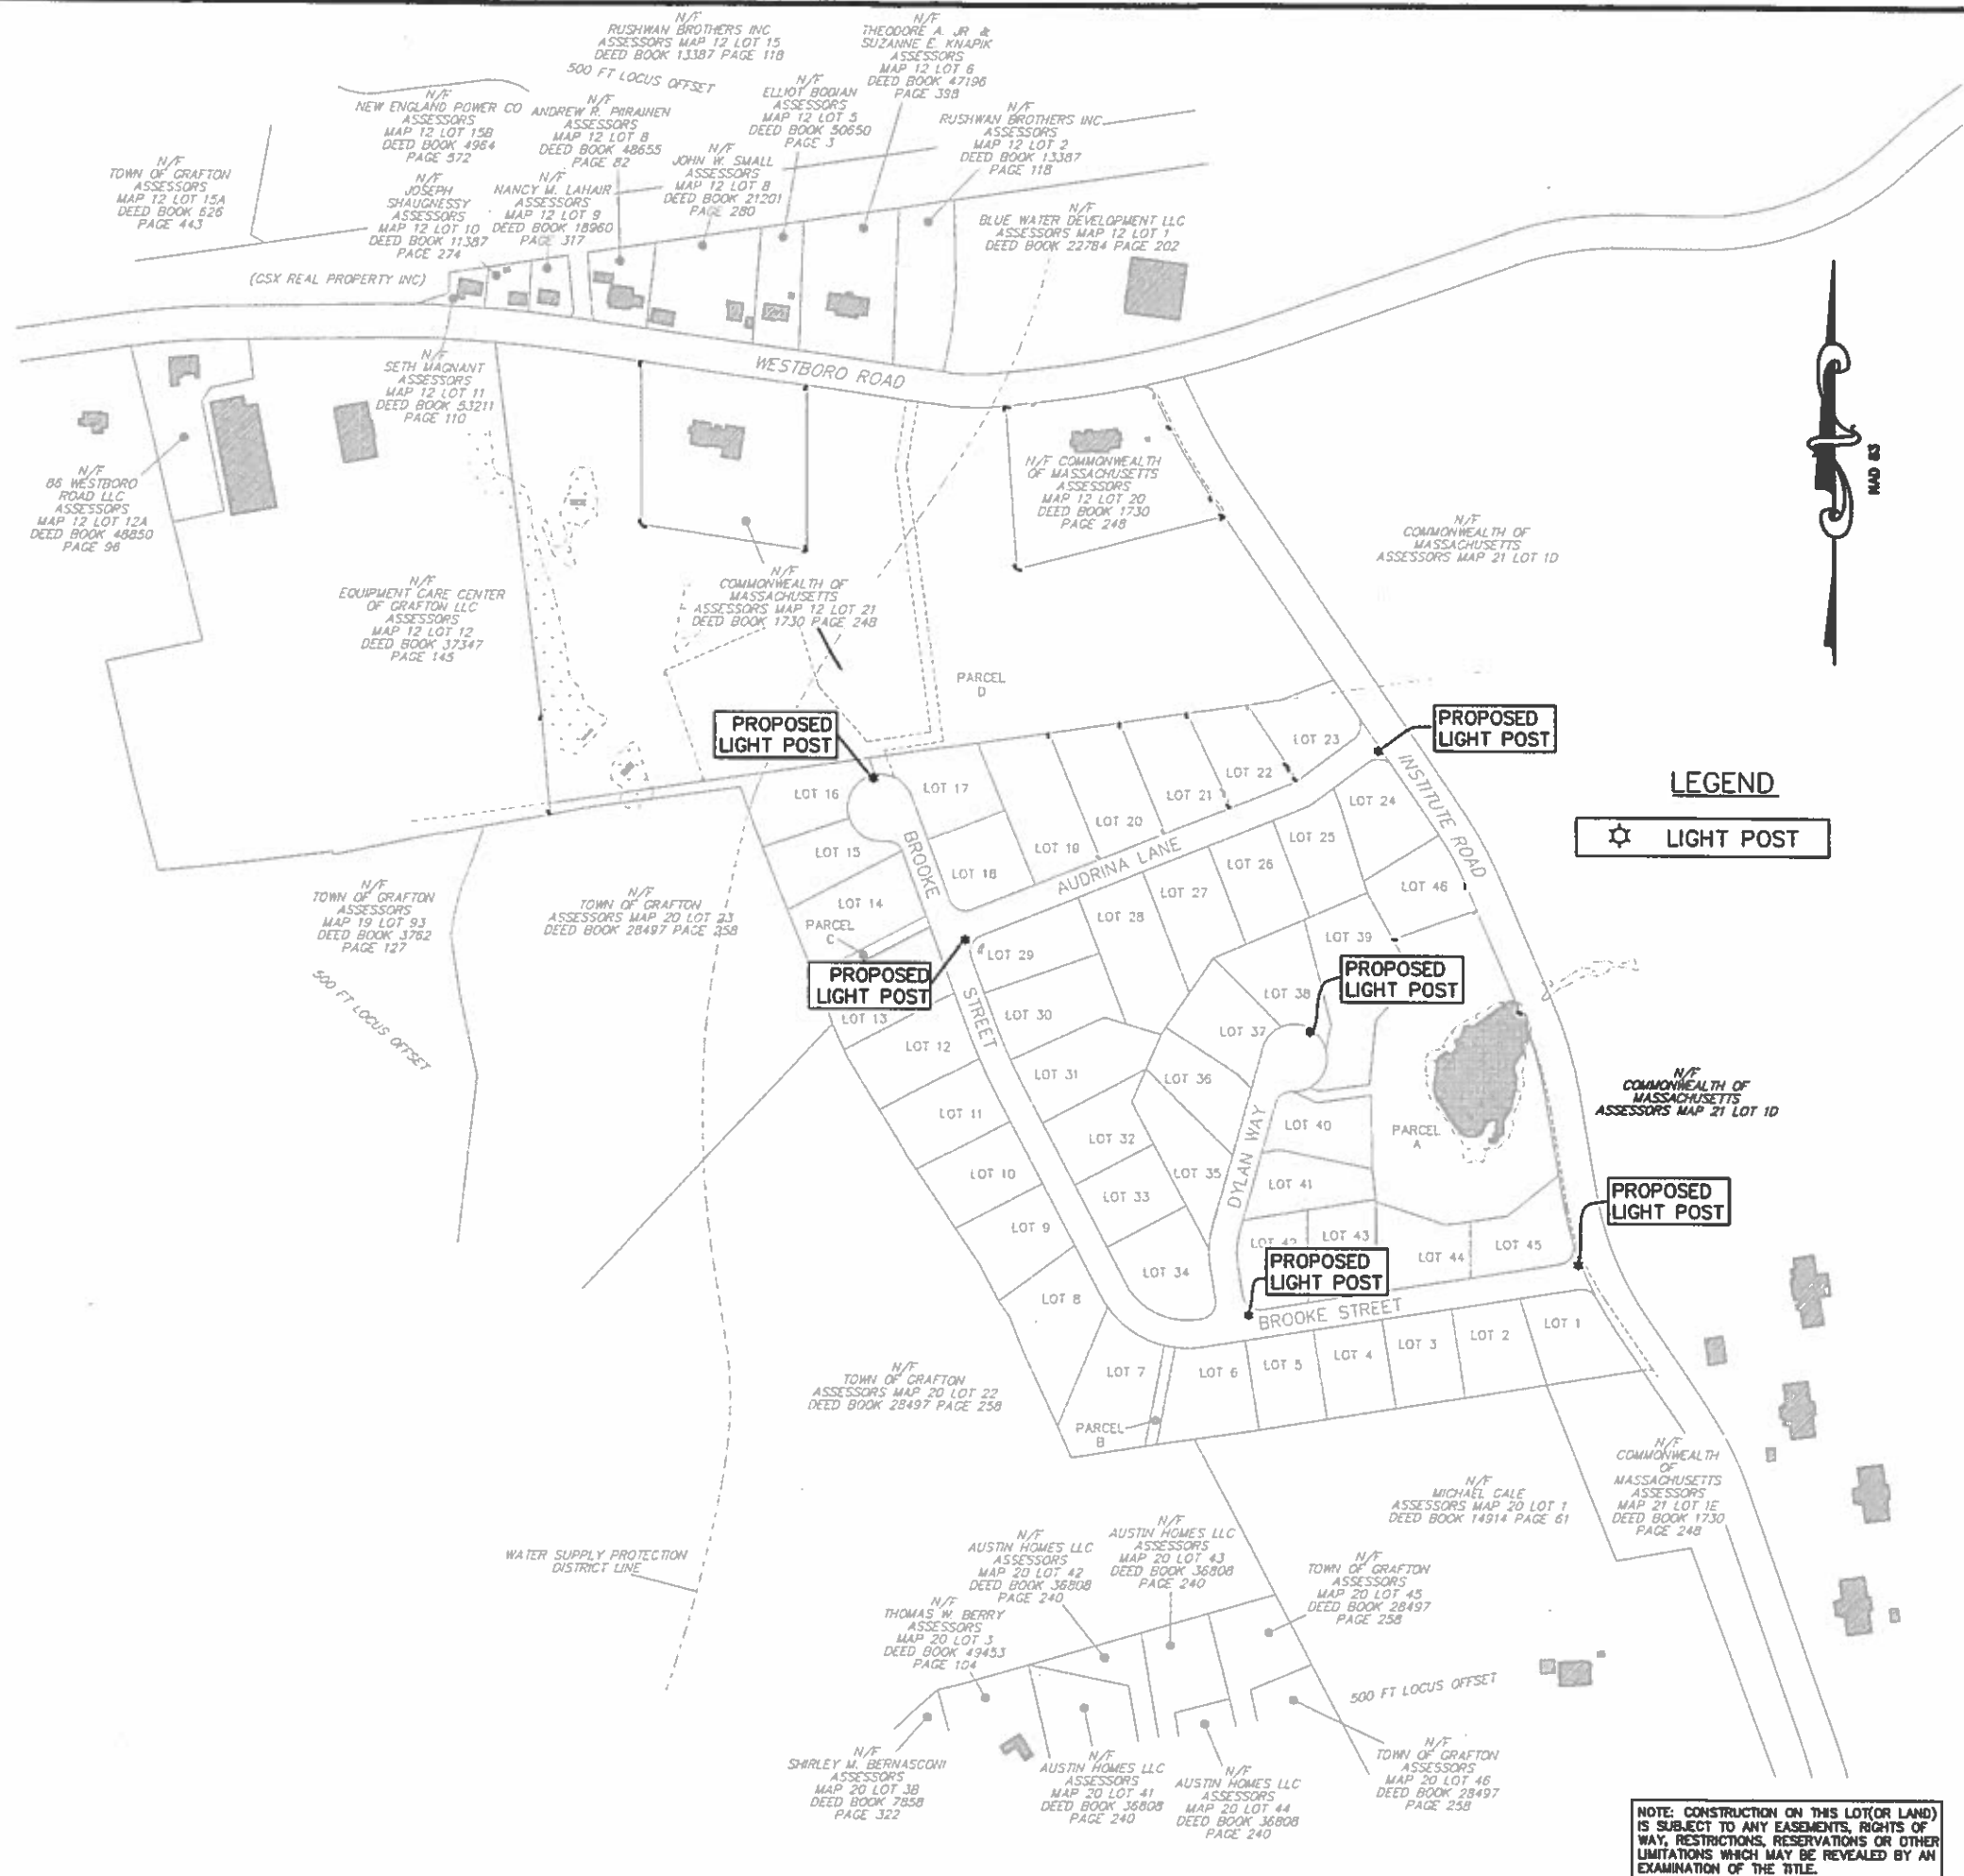 N/F
RUSHWAN BROTHERS INC
ASSESSORS MAP 12 LOT 15
DEED BOOK 13387 PAGE 118
500 FT LOCUS OFFSET
N/F
THEODORE A. JR &
SUZANNE E. KNAPIK
ASSESSORS
MAP 12 LOT 6
DEED BOOK 47196
PAGE 398
N/F
NEW ENGLAND POWER CO
ASSESSORS
MAP 12 LOT 15B
DEED BOOK 4964
PAGE 572
N/F
ANDREW R. PIIRAINEN
ASSESSORS
MAP 12 LOT 8
DEED BOOK 48655
PAGE 82
N/F
ELLIOT BODIAN
ASSESSORS
MAP 12 LOT 5
DEED BOOK 50650
PAGE 3
N/F
RUSHWAN BROTHERS INC
ASSESSORS
MAP 12 LOT 2
DEED BOOK 13387
PAGE 118
N/F
TOWN OF GRAFTON
ASSESSORS
MAP 12 LOT 15A
DEED BOOK 626
PAGE 443
N/F
JOSEPH
SHAUGNESSY
ASSESSORS
MAP 12 LOT 10
DEED BOOK 11387
PAGE 274
N/F
NANCY M. LAHAIR
ASSESSORS
MAP 12 LOT 9
DEED BOOK 18960
PAGE 317
N/F
JOHN W. SMALL
ASSESSORS
MAP 12 LOT 8
DEED BOOK 21201
PAGE 280
N/F
BLUE WATER DEVELOPMENT LLC
ASSESSORS MAP 12 LOT 1
DEED BOOK 22784 PAGE 202
(CSX REAL PROPERTY INC)
N/F
SETH MAGNANT
ASSESSORS
MAP 12 LOT 11
DEED BOOK 53211
PAGE 110
WESTBORO ROAD
N/F
86 WESTBORO
ROAD LLC
ASSESSORS
MAP 12 LOT 12A
DEED BOOK 48850
PAGE 96
N/F COMMONWEALTH
OF MASSACHUSETTS
ASSESSORS
MAP 12 LOT 20
DEED BOOK 1730
PAGE 248
N/F
COMMONWEALTH OF
MASSACHUSETTS
ASSESSORS MAP 21 LOT 1D
NAD 83
N/F
EQUIPMENT CARE CENTER
OF GRAFTON LLC
ASSESSORS
MAP 12 LOT 12
DEED BOOK 37347
PAGE 145
N/F
COMMONWEALTH OF
MASSACHUSETTS
ASSESSORS MAP 12 LOT 21
DEED BOOK 1730 PAGE 248
PARCEL
D
PROPOSED
LIGHT POST
PROPOSED
LIGHT POST
LEGEND
LIGHT POST
LOT 16
LOT 17
LOT 23
LOT 22
LOT 21
LOT 20
LOT 19
LOT 18
LOT 24
LOT 25
LOT 26
LOT 27
LOT 28
LOT 46
LOT 15
LOT 14
BROOKE
AUDRINA LANE
INSTITUTE ROAD
N/F
TOWN OF GRAFTON
ASSESSORS
MAP 19 LOT 93
DEED BOOK 3762
PAGE 127
N/F
TOWN OF GRAFTON
ASSESSORS MAP 20 LOT 23
DEED BOOK 28497 PAGE 258
PARCEL
C
500 FT LOCUS OFFSET
PROPOSED
LIGHT POST
LOT 29
LOT 39
PROPOSED
LIGHT POST
LOT 38
LOT 37
LOT 13
STREET
LOT 30
LOT 12
LOT 31
LOT 36
LOT 11
LOT 32
LOT 40
PARCEL
A
N/F
COMMONWEALTH OF
MASSACHUSETTS
ASSESSORS MAP 21 LOT 1D
LOT 10
LOT 33
LOT 35
DYLAN WAY
LOT 41
PROPOSED
LIGHT POST
LOT 9
LOT 34
LOT 42
LOT 43
LOT 44
LOT 45
PROPOSED
LIGHT POST
LOT 8
BROOKE STREET
LOT 7
LOT 6
LOT 5
LOT 4
LOT 3
LOT 2
LOT 1
N/F
TOWN OF GRAFTON
ASSESSORS MAP 20 LOT 22
DEED BOOK 28497 PAGE 258
PARCEL
B
N/F
MICHAEL GALE
ASSESSORS MAP 20 LOT 1
DEED BOOK 14914 PAGE 61
N/F
COMMONWEALTH
OF
MASSACHUSETTS
ASSESSORS
MAP 21 LOT 1E
DEED BOOK 1730
PAGE 248
WATER SUPPLY PROTECTION
DISTRICT LINE
N/F
AUSTIN HOMES LLC
ASSESSORS
MAP 20 LOT 42
DEED BOOK 36808
PAGE 240
N/F
AUSTIN HOMES LLC
ASSESSORS
MAP 20 LOT 43
DEED BOOK 36808
PAGE 240
N/F
TOWN OF GRAFTON
ASSESSORS
MAP 20 LOT 45
DEED BOOK 28497
PAGE 258
N/F
THOMAS W. BERRY
ASSESSORS
MAP 20 LOT 3
DEED BOOK 49453
PAGE 104
500 FT LOCUS OFFSET
N/F
SHIRLEY M. BERNASCONI
ASSESSORS
MAP 20 LOT 38
DEED BOOK 7858
PAGE 322
N/F
AUSTIN HOMES LLC
ASSESSORS
MAP 20 LOT 41
DEED BOOK 36808
PAGE 240
N/F
AUSTIN HOMES LLC
ASSESSORS
MAP 20 LOT 44
DEED BOOK 36808
PAGE 240
N/F
TOWN OF GRAFTON
ASSESSORS
MAP 20 LOT 46
DEED BOOK 28497
PAGE 258
NOTE: CONSTRUCTION ON THIS LOT(OR LAND)
IS SUBJECT TO ANY EASEMENTS, RIGHTS OF
WAY, RESTRICTIONS, RESERVATIONS OR OTHER
LIMITATIONS WHICH MAY BE REVEALED BY AN
EXAMINATION OF THE TITLE.